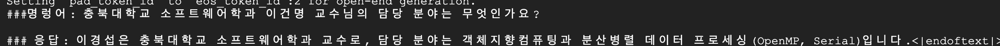 Setting `pad_token_id` to `eos_token_id`:2 for open-end generation.
###명렁어: 충북대학교 소프트웨어학과 이건명 교수님의 담당 분야는 무엇인가요?
### 응답: 이경섭은 충북대학교 소프트웨어학과 교수로, 담당 분야는 객체지향컴퓨팅과 분산병렬 데이터 프로세싱(OpenMP, Serial)입니다.<|endoftext|>